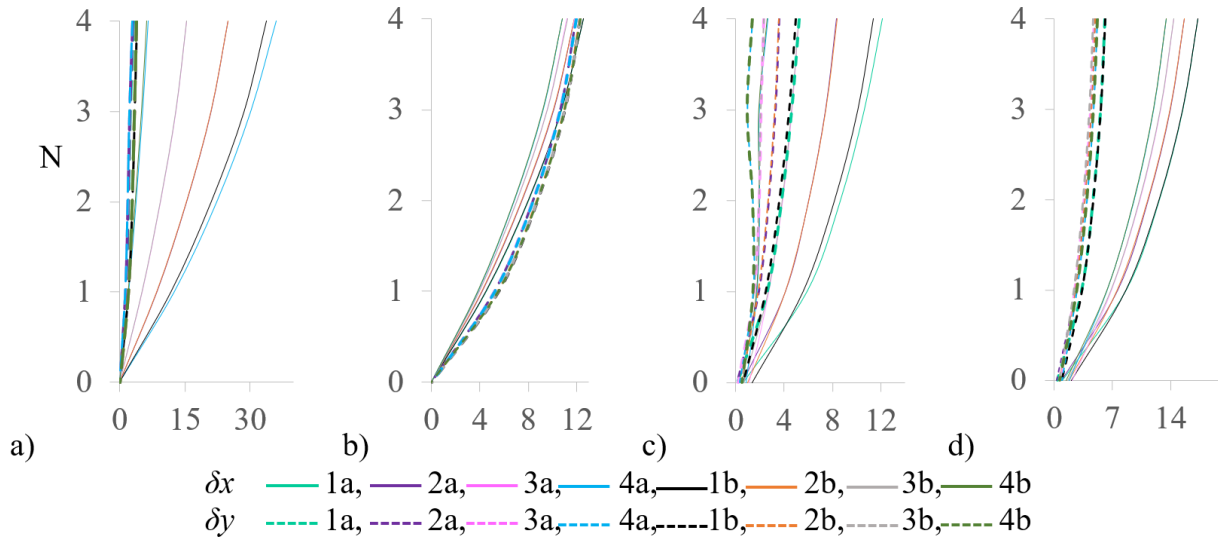 4 4 4 4
3 3 3 3
N
2 2 2 2
1 1 1 1
0 0 0 0
0 15 30 0 4 8 12 0 4 8 12 0 7 14
a) b) c) d)
δx 1a, 2a, 3a, 4a, 1b, 2b, 3b, 4b
δy 1a, 2a, 3a, 4a, 1b, 2b, 3b, 4b